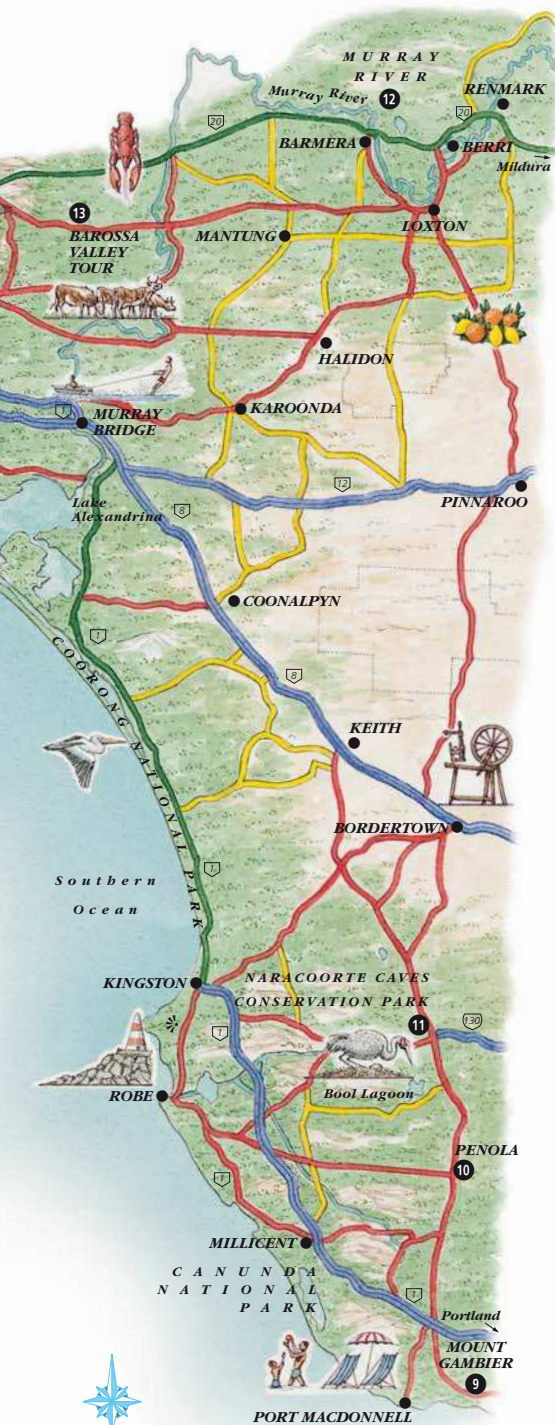 MURRAY
RIVER
12
Murray River
RENMARK
20
20
BARMERA
BERRI
Mildura
13
BAROSSA
VALLEY
TOUR
LOXTON
MANTUNG
HALIDON
1
MURRAY
BRIDGE
KAROONDA
12
PINNAROO
Lake
Alexandrina
8
COONALPYN
1
COORONG NATIONAL PARK
8
KEITH
BORDERTOWN
1
Southern
Ocean
KINGSTON
NARACOORTE CAVES
CONSERVATION PARK
11
130
1
Bool Lagoon
ROBE
PENOLA
10
1
MILLICENT
CANUNDA
NATIONAL
PARK
1
Portland
MOUNT
GAMBIER
9
PORT MACDONNELL